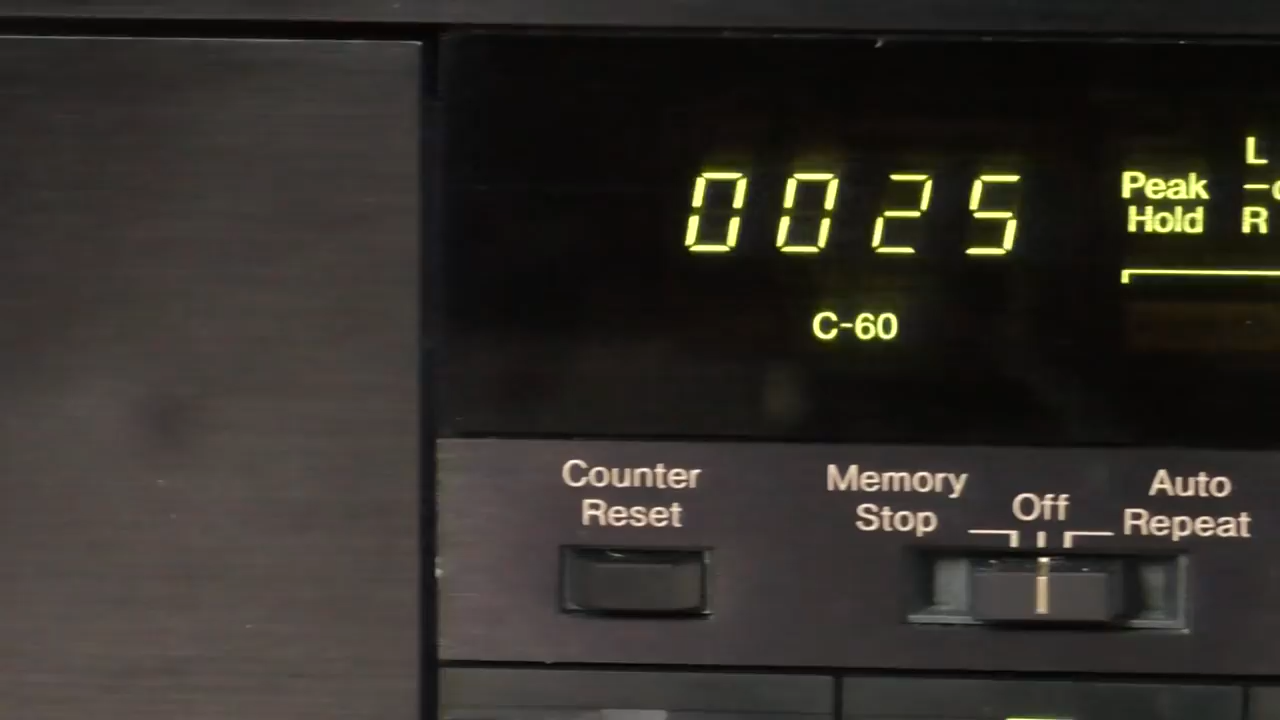 0025
C-60
Peak
Hold
L
R
Counter
Reset
Memory
Stop
Off
Auto
Repeat